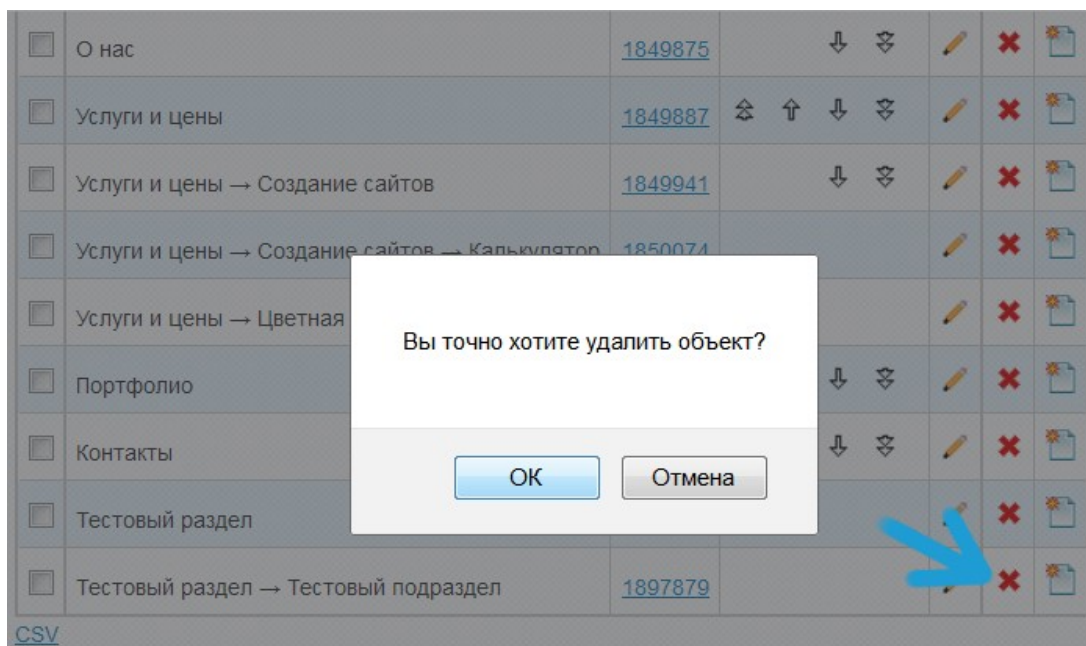 О нас 1849875
Услуги и цены 1849887
Услуги и цены → Создание сайтов 1849941
Услуги и цены → Создание сайтов → Калькулятор 1850074
Услуги и цены → Цветная
Вы точно хотите удалить объект?
Портфолио
Контакты
ОК Отмена
Тестовый раздел
Тестовый раздел → Тестовый подраздел 1897879
CSV